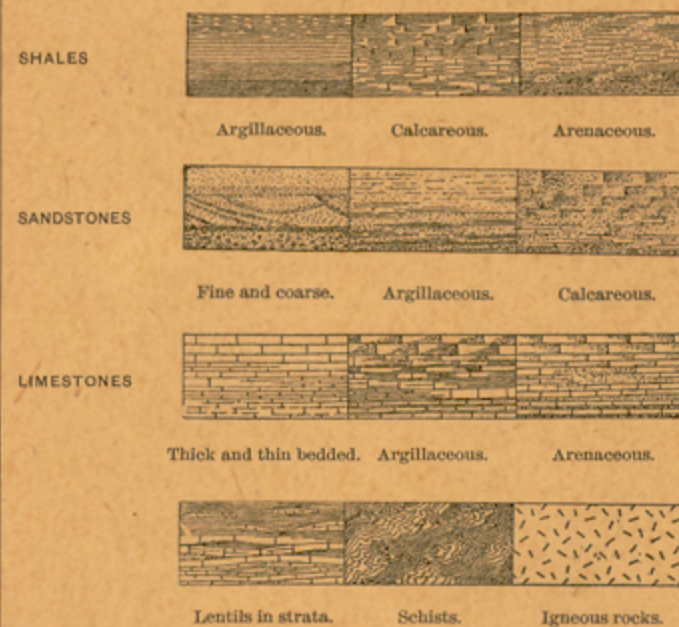 SHALES
Argillaceous. Calcareous. Arenaceous.
SANDSTONES
Fine and coarse. Argillaceous. Calcareous.
LIMESTONES
Thick and thin bedded. Argillaceous. Arenaceous.
Lentils in strata. Schists. Igneous rocks.